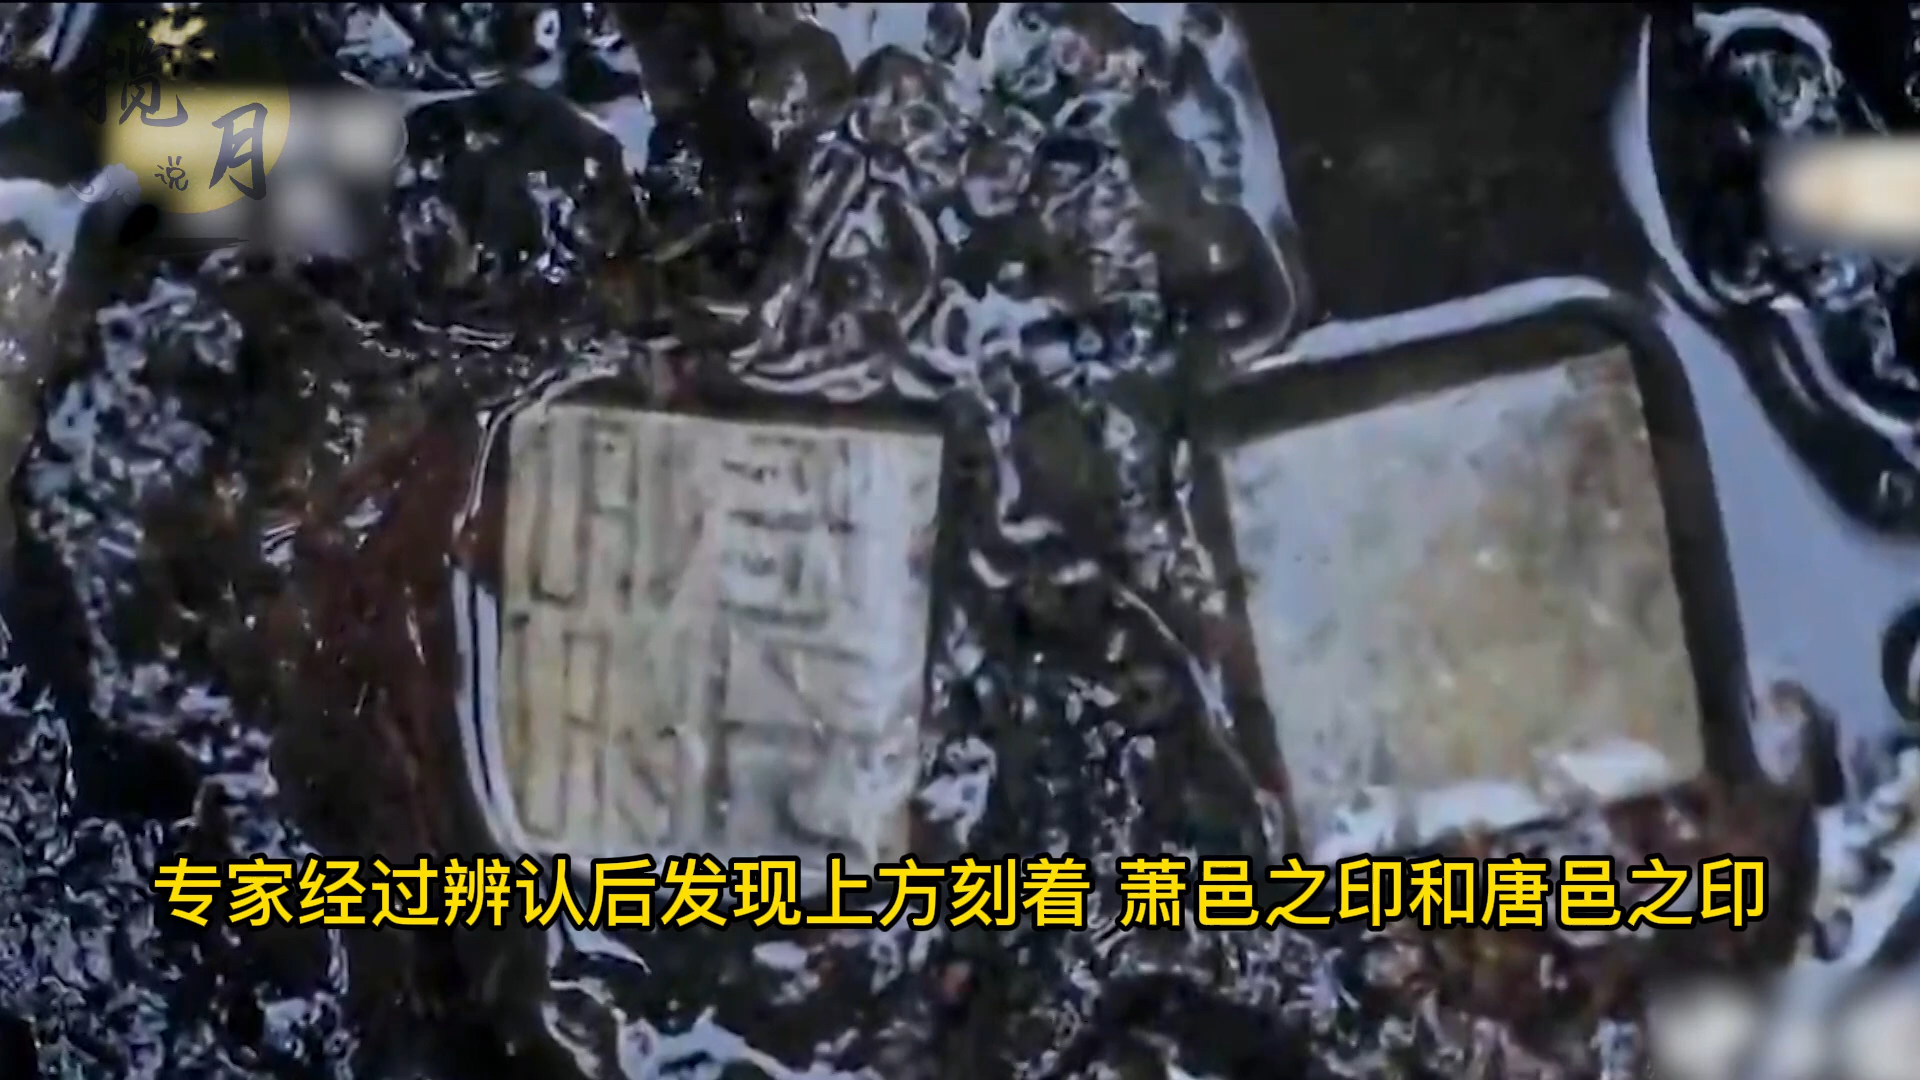 揽月
说
专家经过辨认后发现上方刻着 萧邑之印和唐邑之印